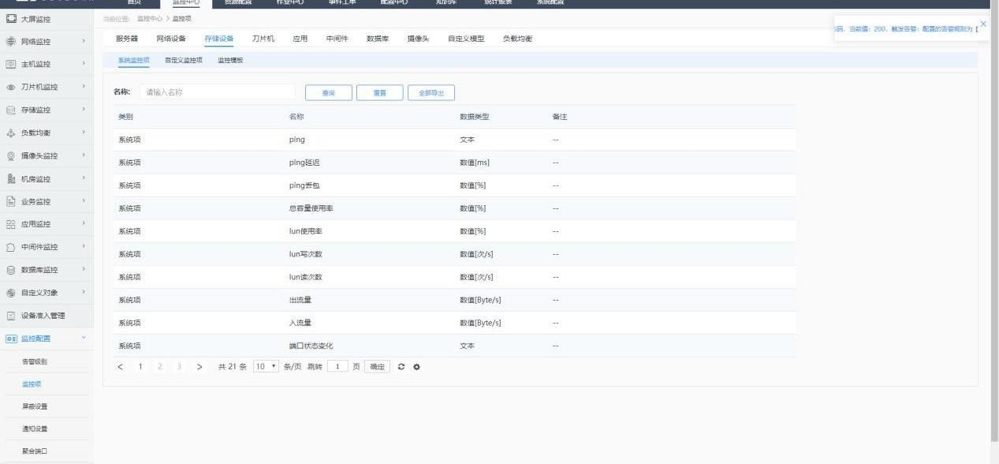 首页 监控中心 资源配置 作业中心 事件工单 配置中心 知识库 统计报表 系统配置
大屏监控
网络监控
主机监控
刀片机监控
存储监控
负载均衡
摄像头监控
机房监控
业务监控
应用监控
中间件监控
数据库监控
自定义对象
设备准入管理
监控配置
告警级别
监控项
屏蔽设置
通知设置
聚合端口
当前位置: 监控中心 > 监控项
码, 当前值: 200, 触发告警: 配置的告警规则为 【
服务器 网络设备 存储设备 刀片机 应用 中间件 数据库 摄像头 自定义模型 负载均衡
系统监控项 自定义监控项 监控模板
名称: 请输入名称 查询 重置 全部导出
类别 名称 数据类型 备注
系统项 ping 文本 --
系统项 ping延迟 数值[ms] --
系统项 ping丢包 数值[%] --
系统项 总容量使用率 数值[%] --
系统项 lun使用率 数值[%] --
系统项 lun写次数 数值[次/s] --
系统项 lun读次数 数值[次/s] --
系统项 出流量 数值[Byte/s] --
系统项 入流量 数值[Byte/s] --
系统项 端口状态变化 文本 --
< 1 2 3 > 共 21 条 10 条/页 跳转 1 页 确定